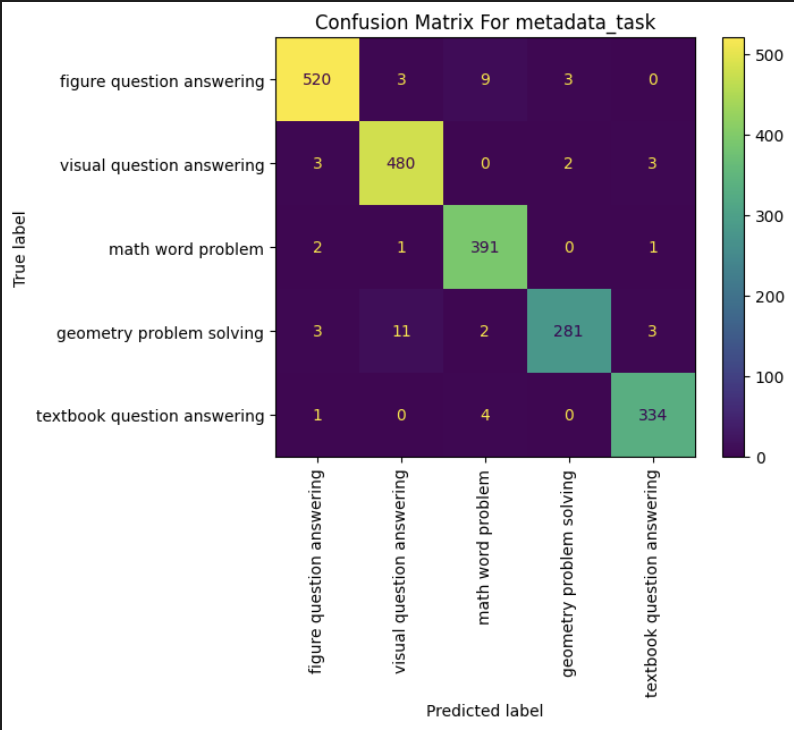 Confusion Matrix For metadata_task
True label
figure question answering
520 3 9 3 0
visual question answering
3 480 0 2 3
math word problem
2 1 391 0 1
geometry problem solving
3 11 2 281 3
textbook question answering
1 0 4 0 334
figure question answering
visual question answering
math word problem
geometry problem solving
textbook question answering
Predicted label
500
400
300
200
100
0